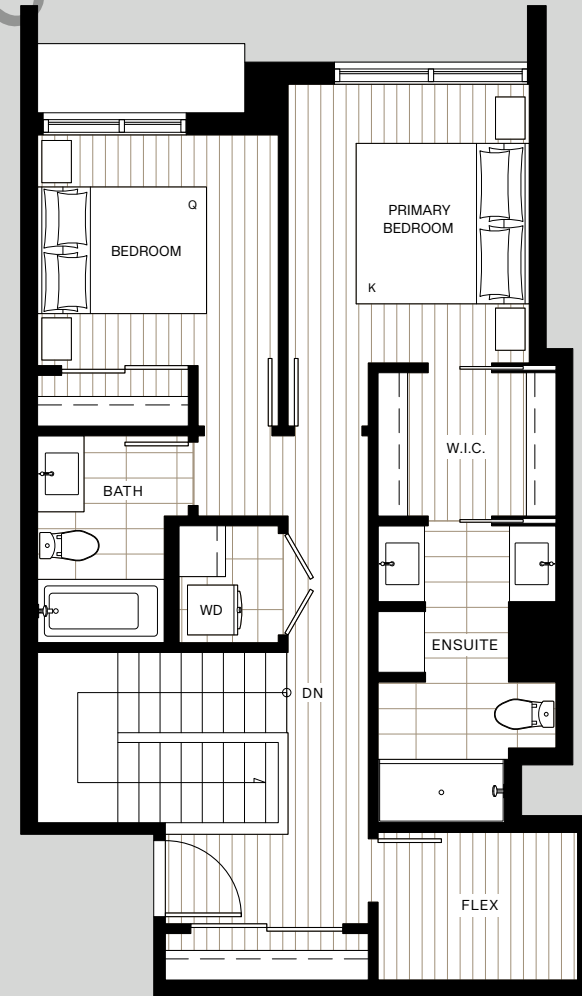 Q
BEDROOM
PRIMARY
BEDROOM
K
W.I.C.
BATH
WD
ENSUITE
DN
FLEX